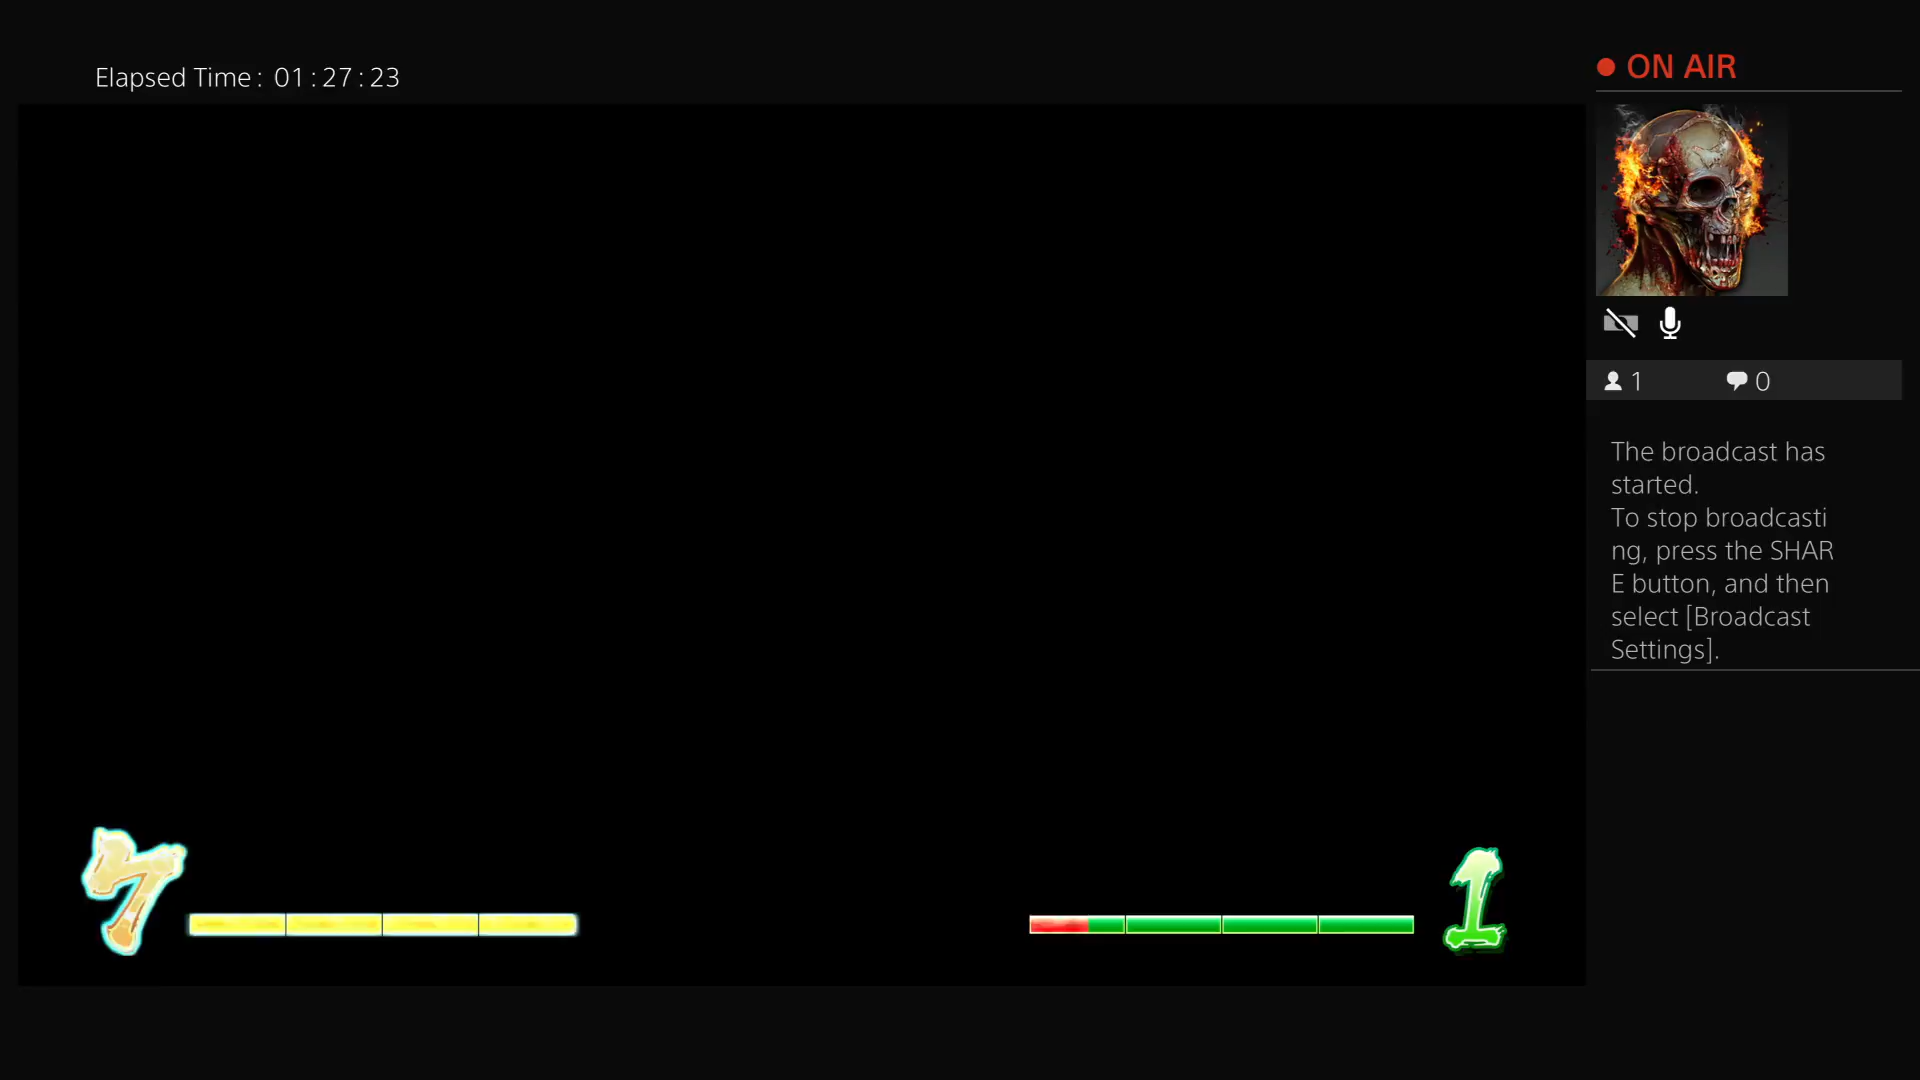 Elapsed Time: 01:27:23
ON AIR
1 0
The broadcast has
started.
To stop broadcasti
ng, press the SHAR
E button, and then
select [Broadcast
Settings].
7 1